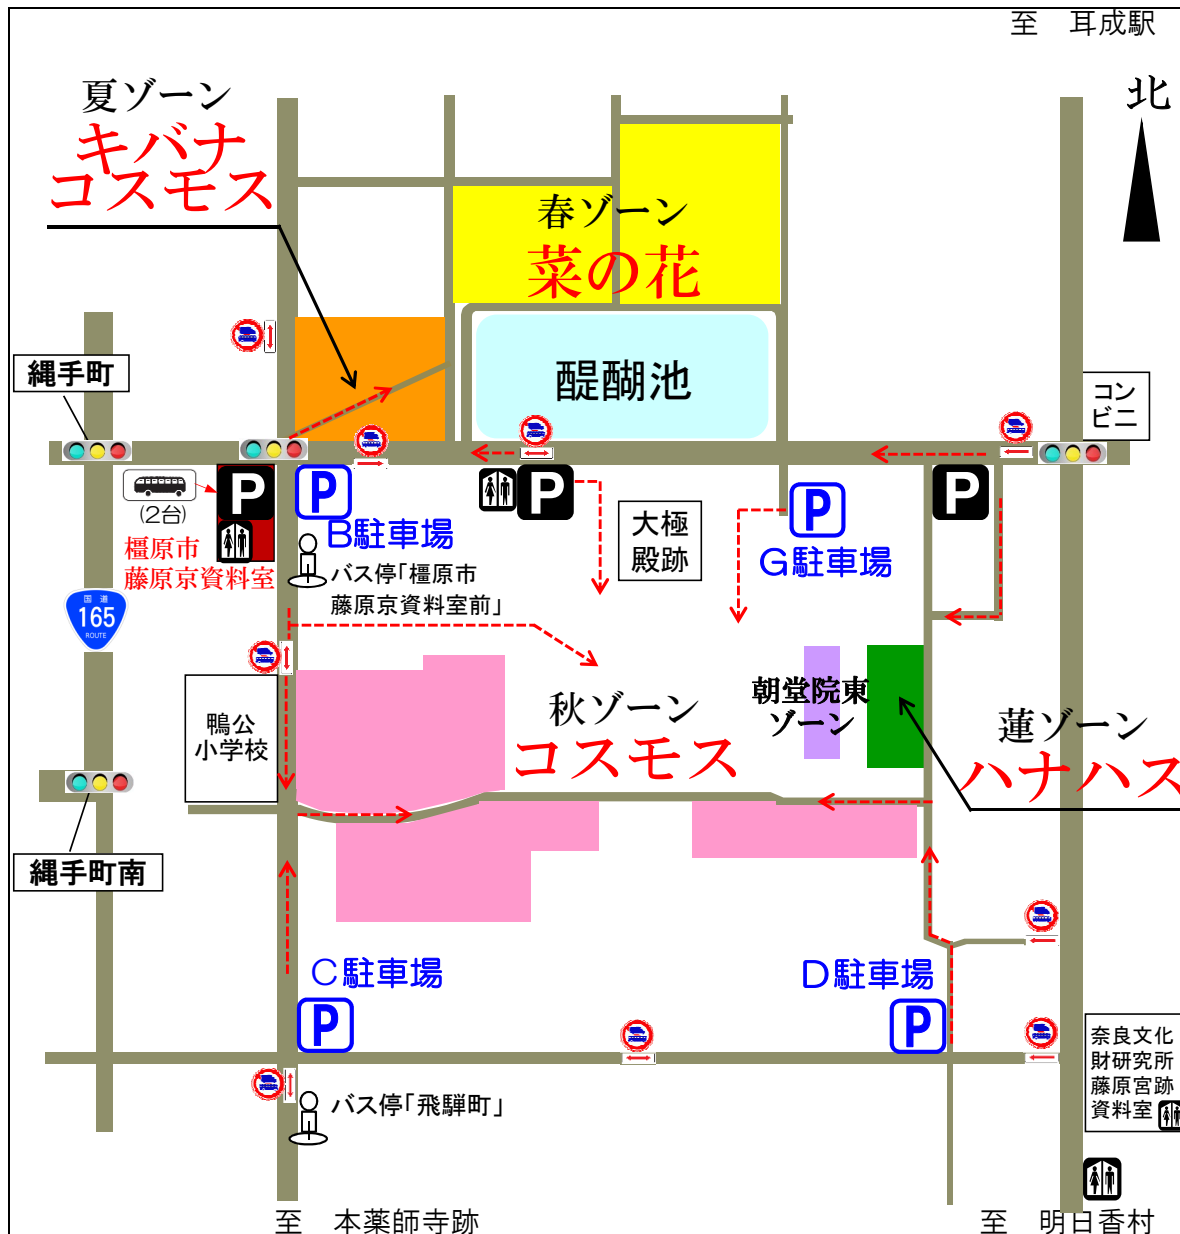 至　耳成駅
北
夏ゾーン
キバナ
コスモス
春ゾーン
菜の花
醍醐池
縄手町
コン
ビニ
P
(2台)
橿原市
藤原京資料室
P
B駐車場
P
大極
殿跡
P
G駐車場
P
バス停「橿原市
藤原京資料室前」
国道
165
ROUTE
鴨公
小学校
秋ゾーン
コスモス
朝堂院東
ゾーン
蓮ゾーン
ハナハス
縄手町南
C駐車場
P
D駐車場
P
奈良文化
財研究所
藤原宮跡
資料室
バス停「飛騨町」
至　本薬師寺跡
至　明日香村